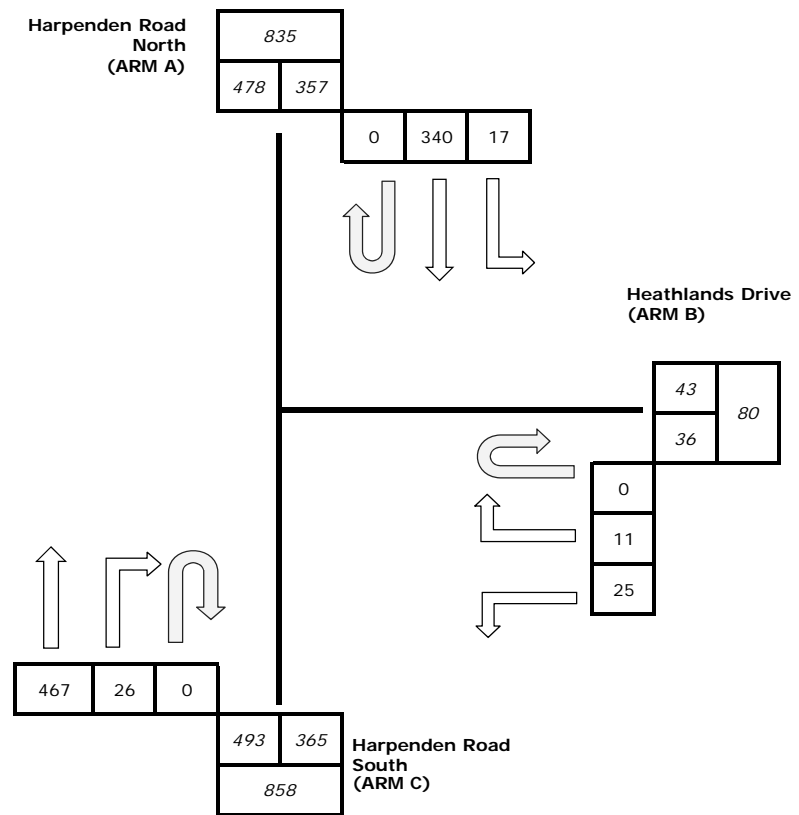 Harpenden Road
North
(ARM A)
835
478 357
0 340 17
Heathlands Drive
(ARM B)
43
80
36
0
11
25
467 26 0
493 365
858
Harpenden Road
South
(ARM C)